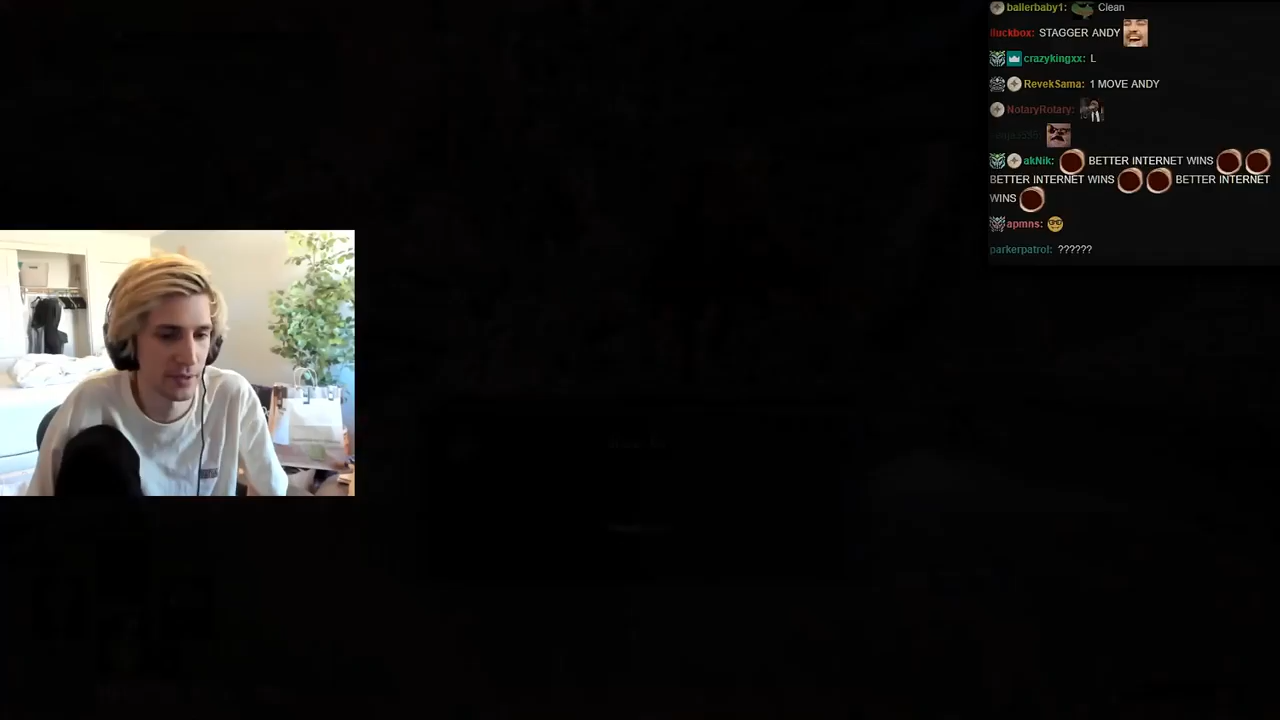 ballerbaby1: Clean
luckbox: STAGGER ANDY
crazykingxx: L
RevekSama: 1 MOVE ANDY
NotaryRotary:
akNik: BETTER INTERNET WINS
BETTER INTERNET WINS BETTER INTERNET
WINS
apmns:
parkerpatrol: ??????